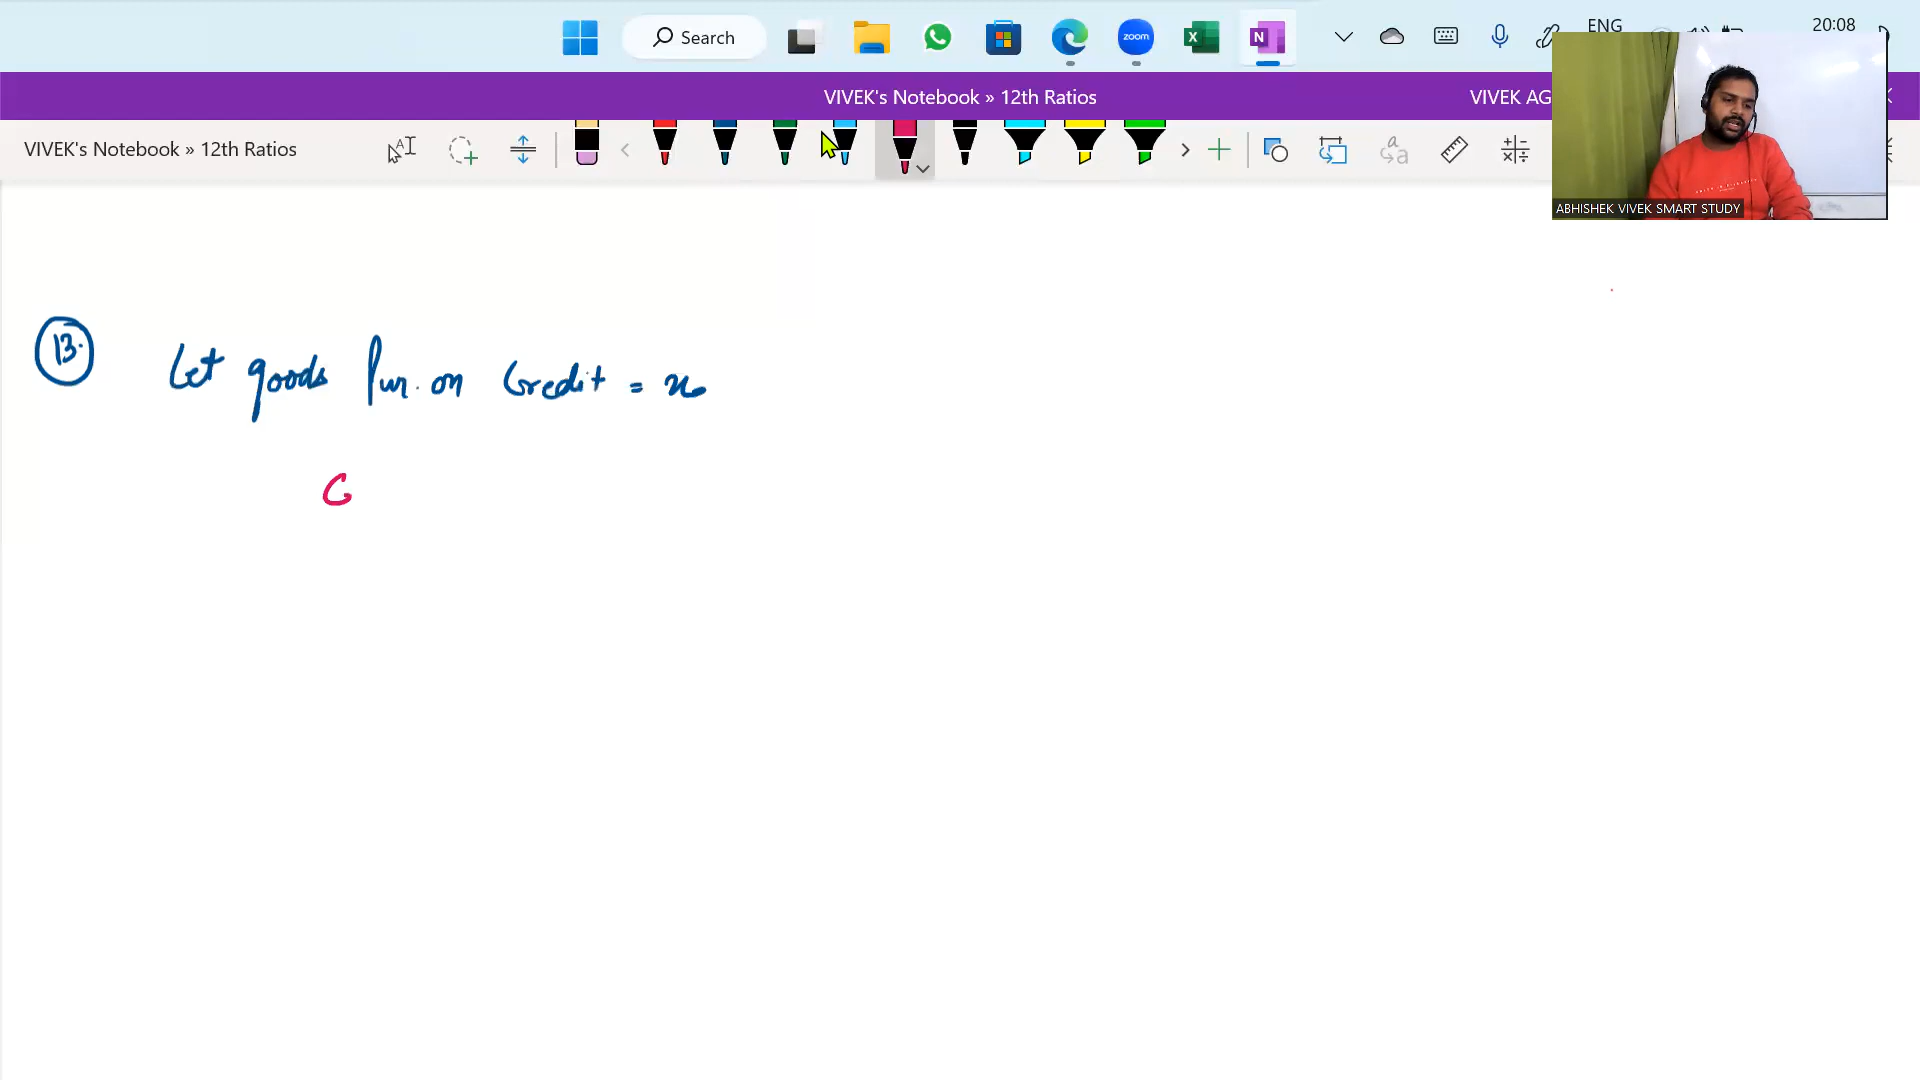 Search
zoom
ENG
20:08
VIVEK's Notebook » 12th Ratios
VIVEK AG
VIVEK's Notebook » 12th Ratios
ABHISHEK VIVEK SMART STUDY
13.
Let goods Pur. on Credit = x
C